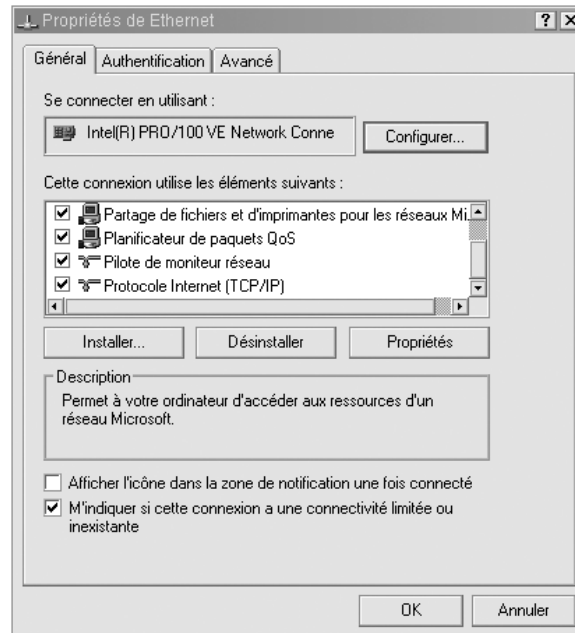 Propriétés de Ethernet
Général
Authentification
Avancé
Se connecter en utilisant :
Intel(R) PRO/100 VE Network Conne
Configurer...
Cette connexion utilise les éléments suivants :
Partage de fichiers et d'imprimantes pour les réseaux Mi.
Planificateur de paquets QoS
Pilote de moniteur réseau
Protocole Internet (TCP/IP)
Installer...
Désinstaller
Propriétés
Description
Permet à votre ordinateur d'accéder aux ressources d'un
réseau Microsoft.
Afficher l'icône dans la zone de notification une fois connecté
M'indiquer si cette connexion a une connectivité limitée ou
inexistante
OK
Annuler